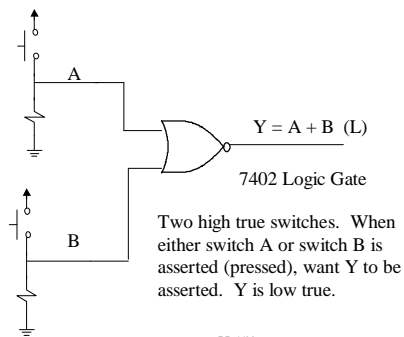 A
Y = A + B (L)
7402 Logic Gate
B
Two high true switches. When
either switch A or switch B is
asserted (pressed), want Y to be
asserted. Y is low true.